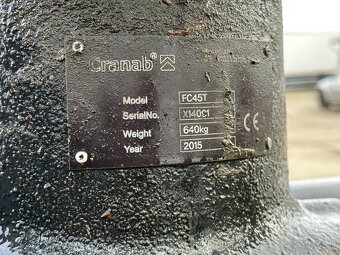 Cranab®
Model FC45T
SerialNo. X140C1
Weight 640kg
Year 2015
CE